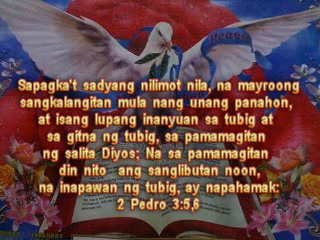 Peace
Sapagka't sadyang nilimot nila, na mayroong
sangkalangitan mula nang unang panahon,
at isang lupang inanyuan sa tubig at
sa gitna ng tubig, sa pamamagitan
ng salita Diyos; Na sa pamamagitan
din nito ang sanglibutan noon,
na inapawan ng tubig, ay napahamak:
2 Pedro 3:5,6